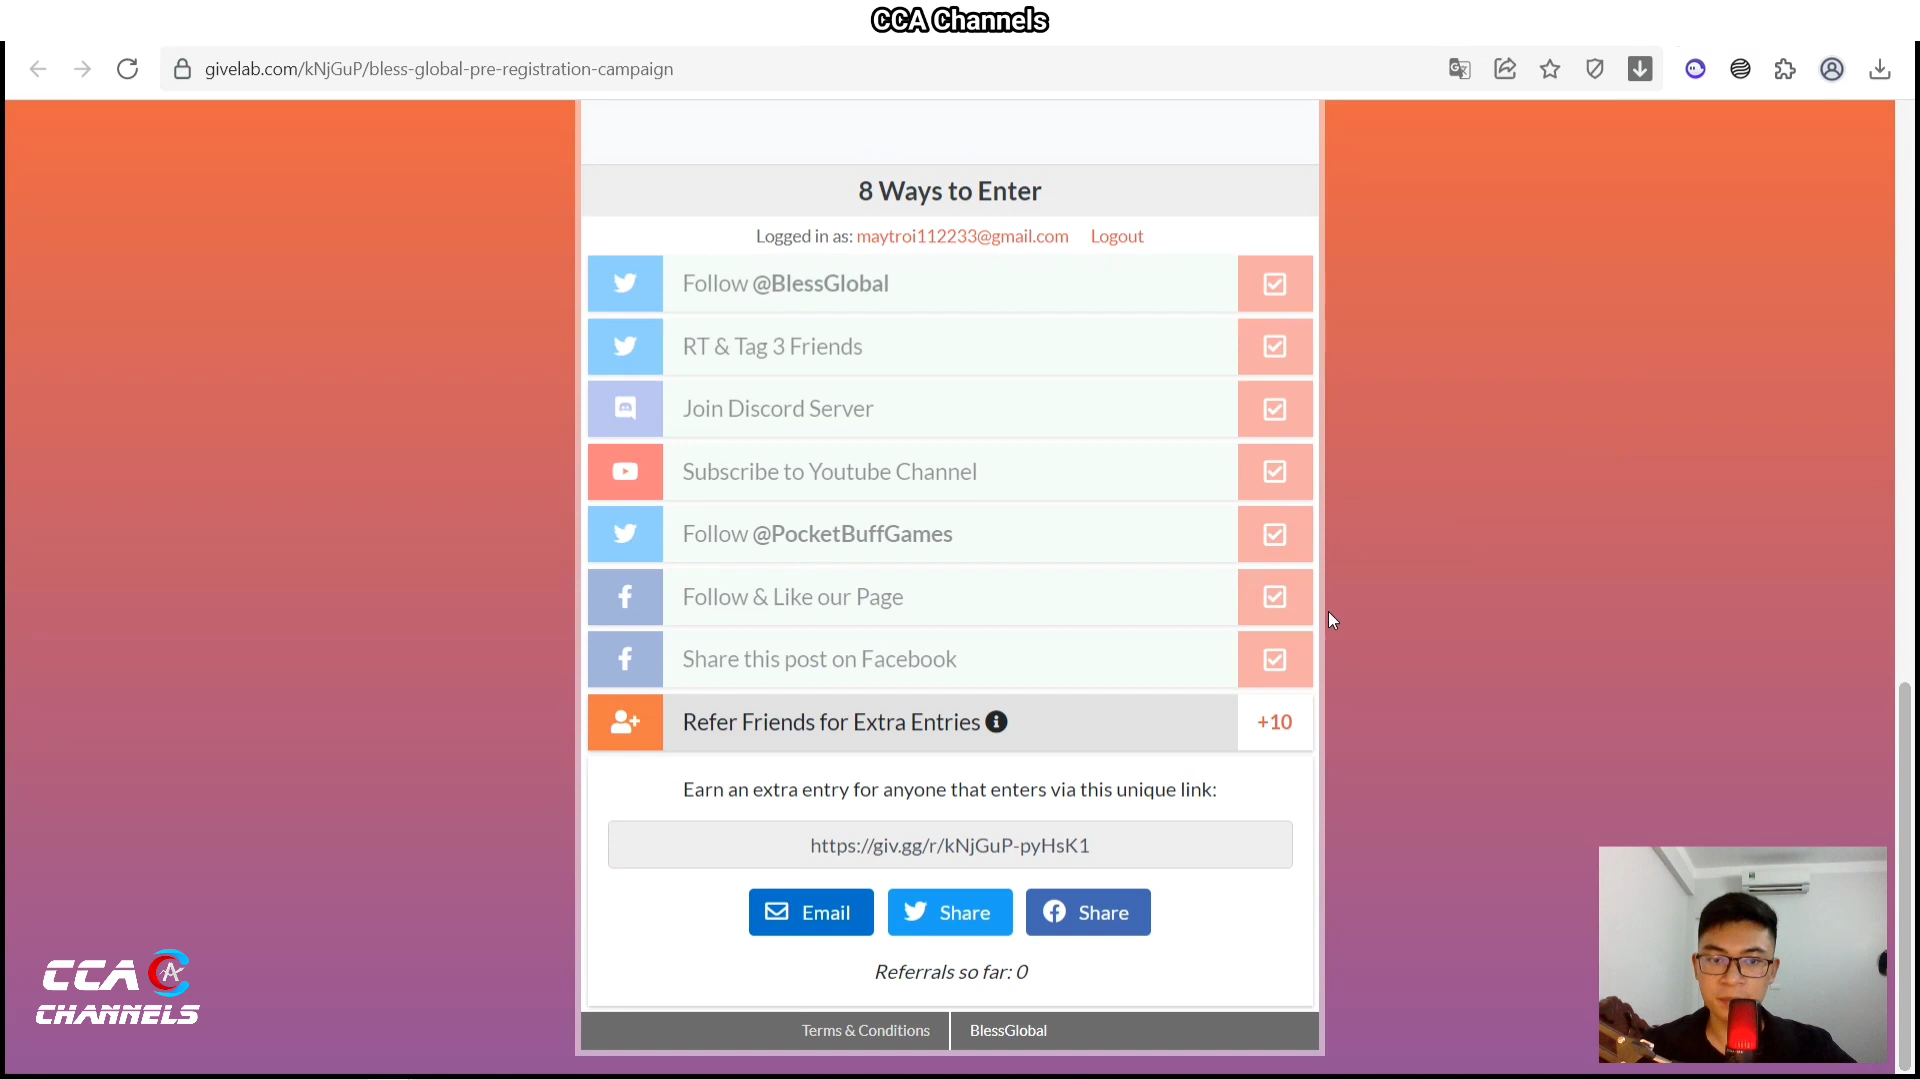 CCA Channels
givelab.com/kNjGuP/bless-global-pre-registration-campaign
8 Ways to Enter
Logged in as: maytroi112233@gmail.com Logout
Follow @BlessGlobal
RT & Tag 3 Friends
Join Discord Server
Subscribe to Youtube Channel
Follow @PocketBuffGames
Follow & Like our Page
Share this post on Facebook
Refer Friends for Extra Entries +10
Earn an extra entry for anyone that enters via this unique link:
https://giv.gg/r/kNjGuP-pyHsK1
Email Share Share
Referrals so far: 0
Terms & Conditions BlessGlobal
CCA
CHANNELS